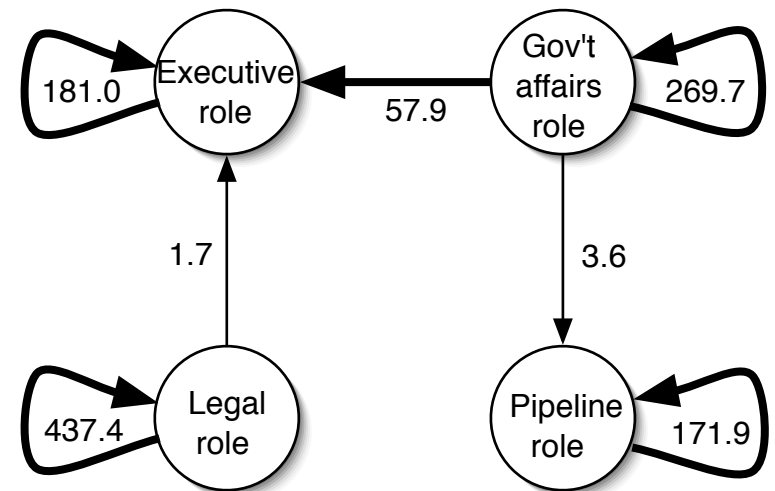 181.0
Executive
role
57.9
Gov't
affairs
role
269.7
1.7
3.6
437.4
Legal
role
Pipeline
role
171.9